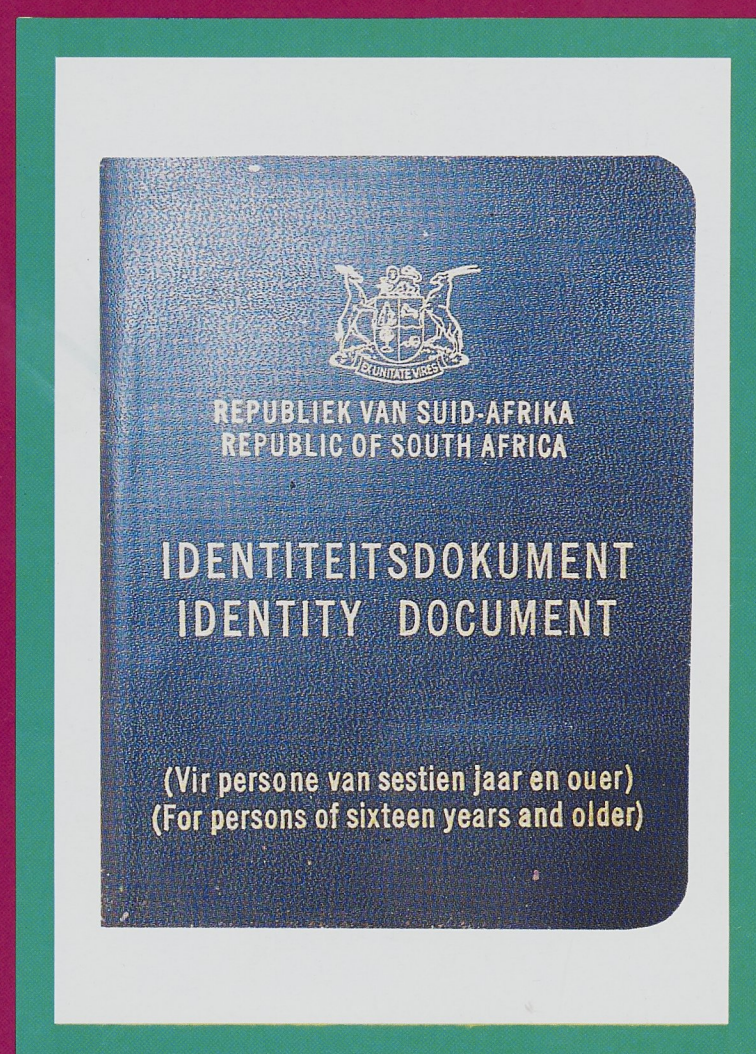 EX UNITATE VIRES
REPUBLIEK VAN SUID-AFRIKA
REPUBLIC OF SOUTH AFRICA
IDENTITEITSDOKUMENT
IDENTITY DOCUMENT
(Vir persone van sestien jaar en ouer)
(For persons of sixteen years and older)